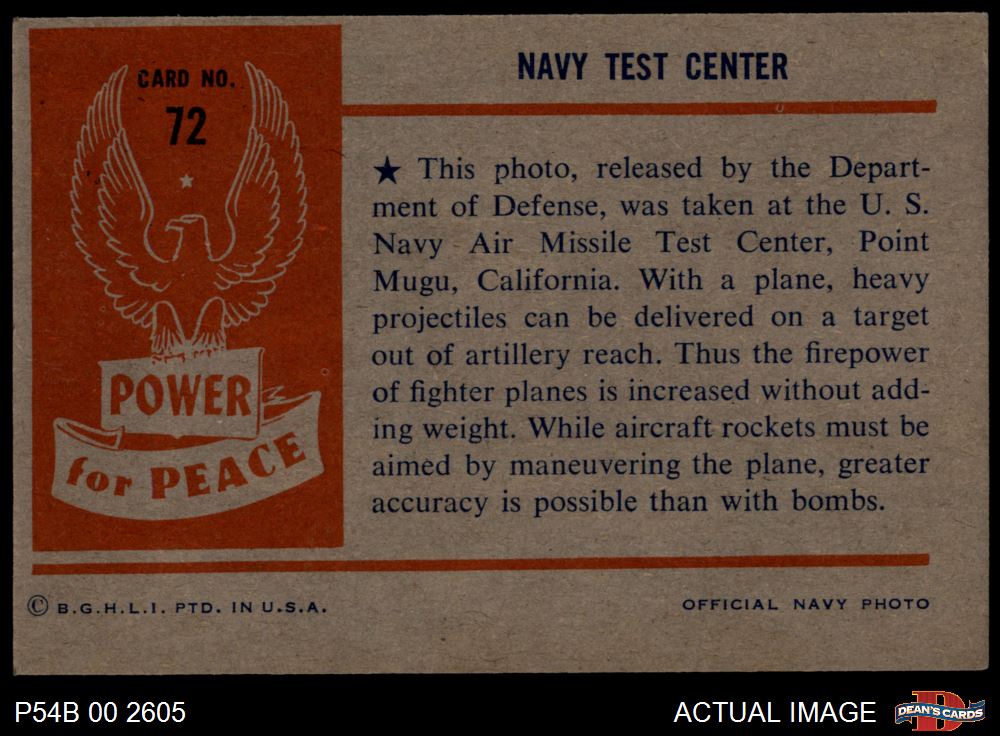 CARD NO.
72
POWER
for PEACE
NAVY TEST CENTER
★ This photo, released by the Depart-
ment of Defense, was taken at the U. S.
Navy Air Missile Test Center, Point
Mugu, California. With a plane, heavy
projectiles can be delivered on a target
out of artillery reach. Thus the firepower
of fighter planes is increased without add-
ing weight. While aircraft rockets must be
aimed by maneuvering the plane, greater
accuracy is possible than with bombs.
© B.G.H.L.I. PTD. IN U.S.A.
OFFICIAL NAVY PHOTO
P54B 00 2605
ACTUAL IMAGE
DEAN'S CARDS